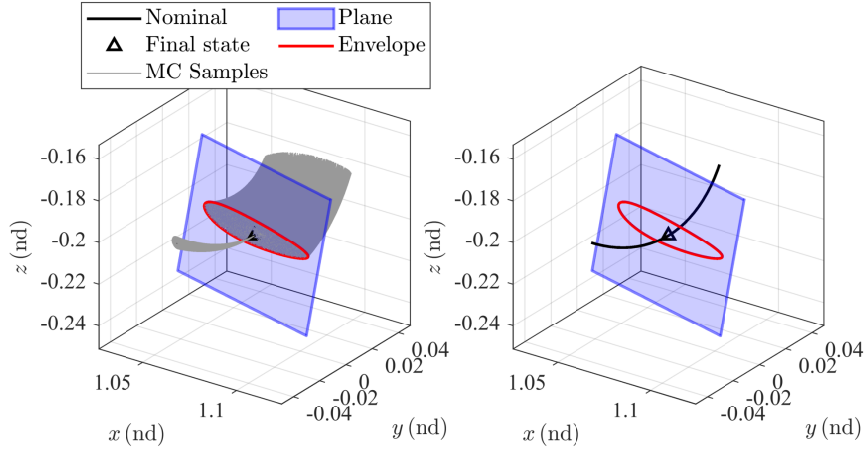 Nominal
Plane
Final state
Envelope
MC Samples
-0.16
-0.18
-0.2
-0.22
-0.24
z (nd)
1.05
1.1
x (nd)
-0.04
-0.02
0
0.02
0.04
y (nd)
-0.16
-0.18
-0.2
-0.22
-0.24
z (nd)
1.05
1.1
x (nd)
-0.04
-0.02
0
0.02
0.04
y (nd)